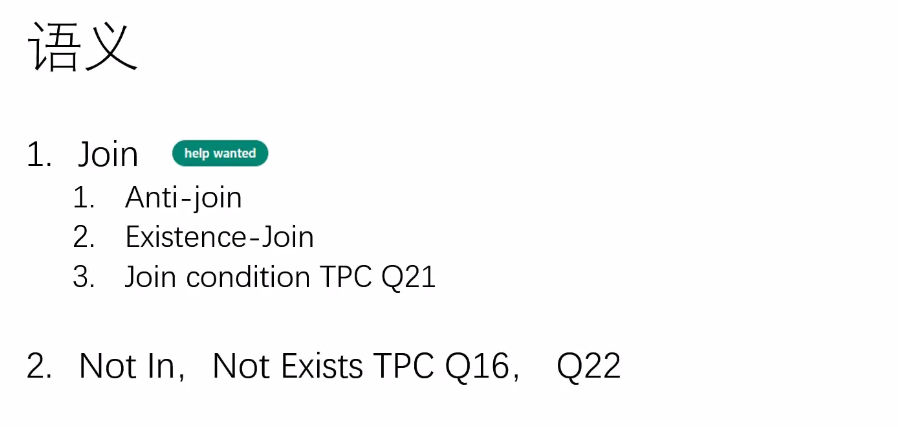 语义
1. Join help wanted
1. Anti-join
2. Existence-Join
3. Join condition TPC Q21
2. Not In，Not Exists TPC Q16， Q22